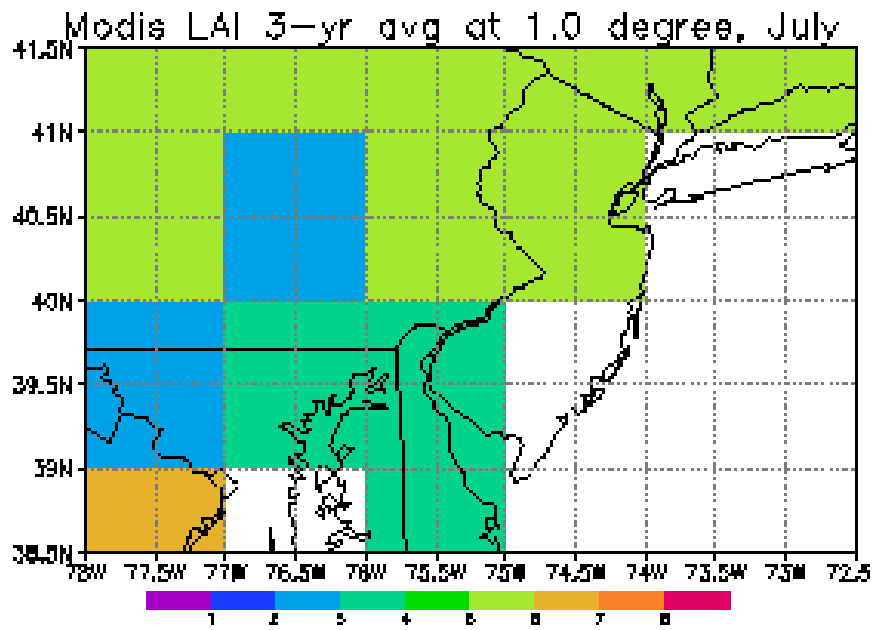 Modis LAI 3-yr avg at 1.0 degree, July
41.5N
41N
40.5N
40N
39.5N
39N
38.5N
78W 77.5W 77W 76.5W 76W 75.5W 75W 74.5W 74W 73.5W 73W 72.5
1 2 3 4 5 6 7 8